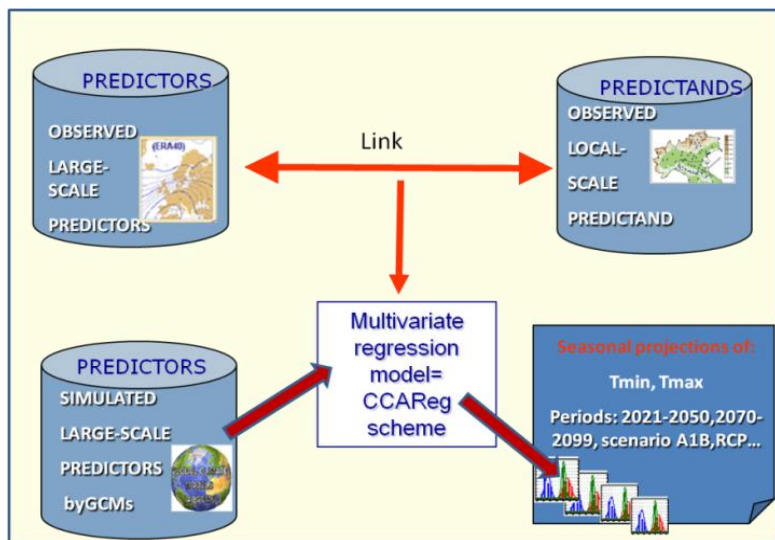 PREDICTORS
OBSERVED
LARGE-
SCALE
PREDICTORS
(ERA40)
Link
PREDICTANDS
OBSERVED
LOCAL-
SCALE
PREDICTAND
PREDICTORS
SIMULATED
LARGE-SCALE
PREDICTORS
byGCMs
Multivariate
regression
model=
CCAReg
scheme
Seasonal projections of:
Tmin, Tmax
Periods: 2021-2050,2070-
2099, scenario A1B,RCP...